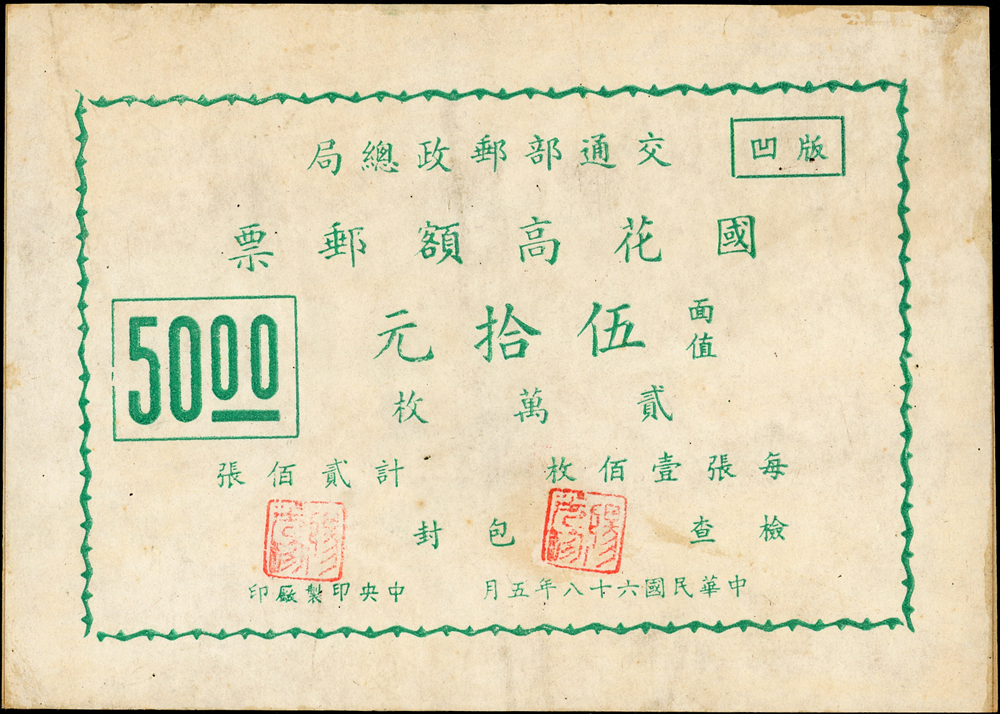 凹版
交通部郵政總局
國花高額郵票
面值
伍拾元
5000
貳萬枚
每張壹佰枚 計貳佰張
檢查 包封
中華民國六十八年五月 中央印製廠印